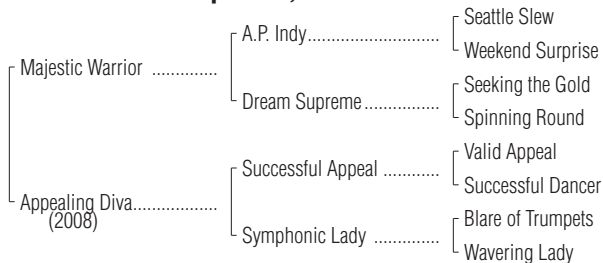 Seattle Slew
A.P. Indy..............................
Weekend Surprise
Majestic Warrior ...............
Seeking the Gold
Dream Supreme.................
Spinning Round
Valid Appeal
Successful Appeal .............
Successful Dancer
Appealing Diva...................
(2008)
Blare of Trumpets
Symphonic Lady ...............
Wavering Lady